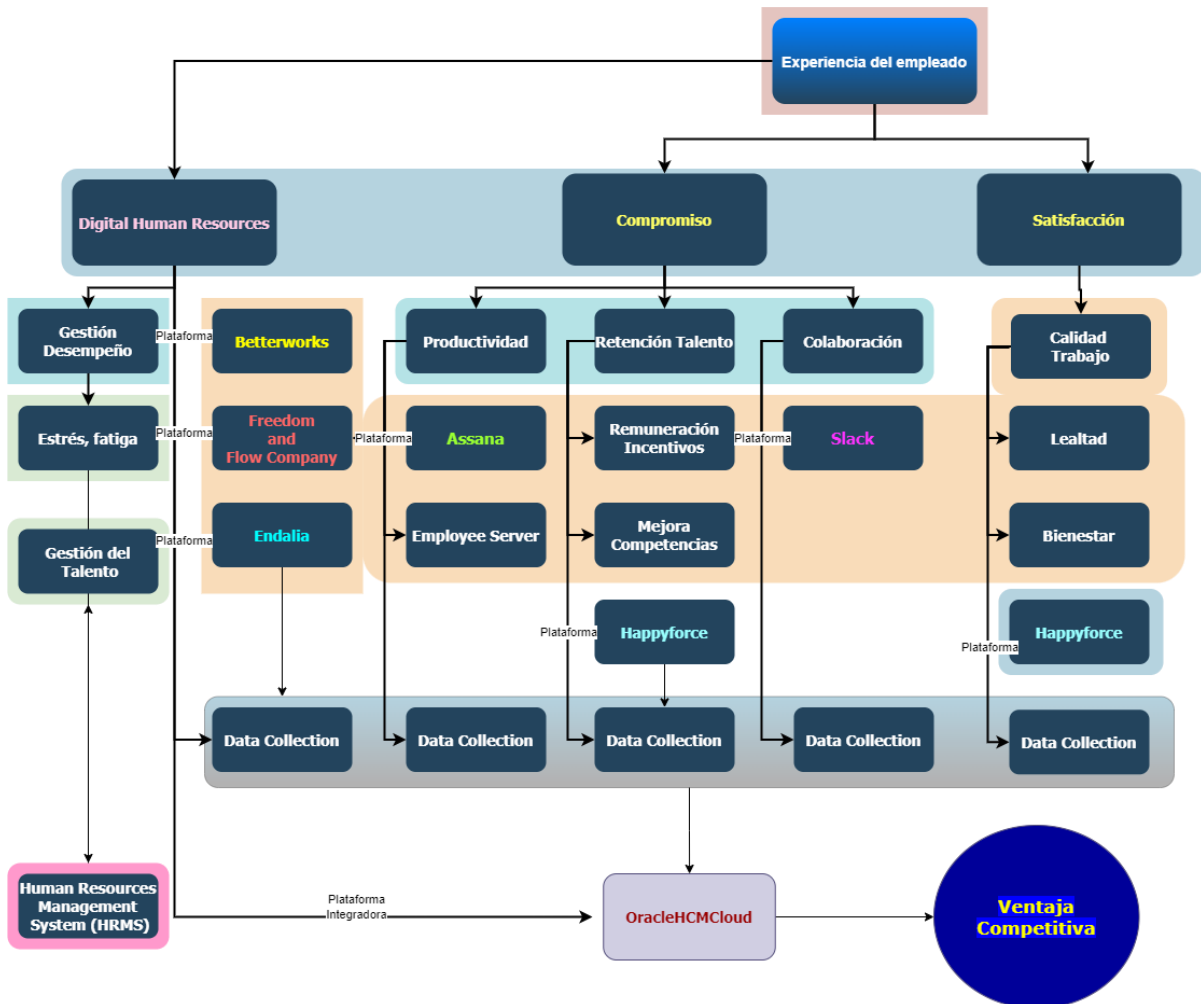 Experiencia del empleado
Digital Human Resources
Compromiso
Satisfacción
Gestión
Desempeño
Plataforma
Betterworks
Productividad
Retención Talento
Colaboración
Calidad
Trabajo
Estrés, fatiga
Plataforma
Freedom
and
Flow Company
Plataforma
Assana
Remuneración
Incentivos
Plataforma
Slack
Lealtad
Gestión del
Talento
Plataforma
Endalia
Employee Server
Mejora
Competencias
Bienestar
Plataforma
Happyforce
Plataforma
Happyforce
Data Collection
Data Collection
Data Collection
Data Collection
Data Collection
Human Resources
Management
System (HRMS)
Plataforma
Integradora
OracleHCMCloud
Ventaja
Competitiva